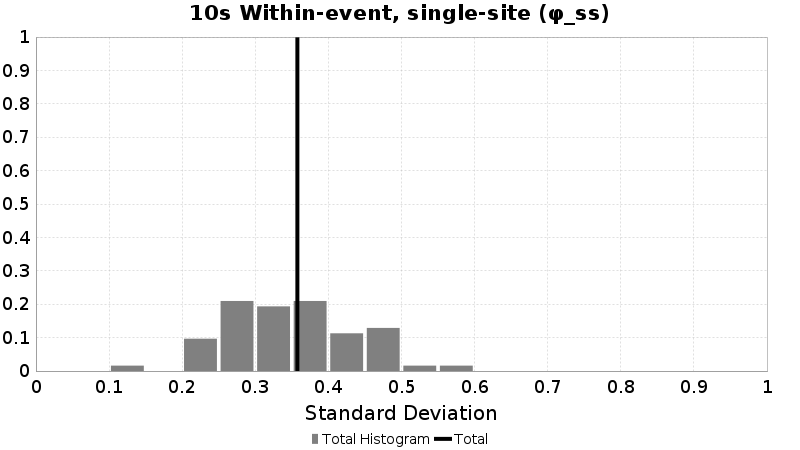 10s Within-event, single-site (φ_ss)
1
0.9
0.8
0.7
0.6
0.5
0.4
0.3
0.2
0.1
0
0 0.1 0.2 0.3 0.4 0.5 0.6 0.7 0.8 0.9 1
Standard Deviation
Total Histogram Total